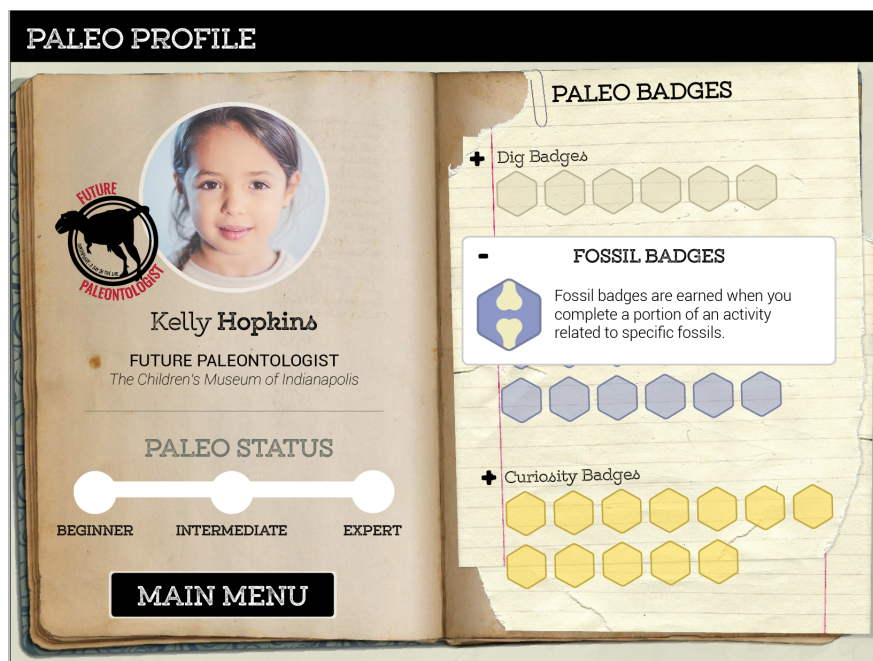 PALEO PROFILE
FUTURE
PALEONTOLOGIST
Kelly Hopkins
FUTURE PALEONTOLOGIST
The Children's Museum of Indianapolis
PALEO STATUS
BEGINNER INTERMEDIATE EXPERT
MAIN MENU
PALEO BADGES
+ Dig Badges
- FOSSIL BADGES
Fossil badges are earned when you
complete a portion of an activity
related to specific fossils.
+ Curiosity Badges